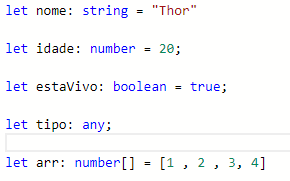 let nome: string = "Thor"
let idade: number = 20;
let estaVivo: boolean = true;
let tipo: any;
let arr: number[] = [1 , 2 , 3, 4]